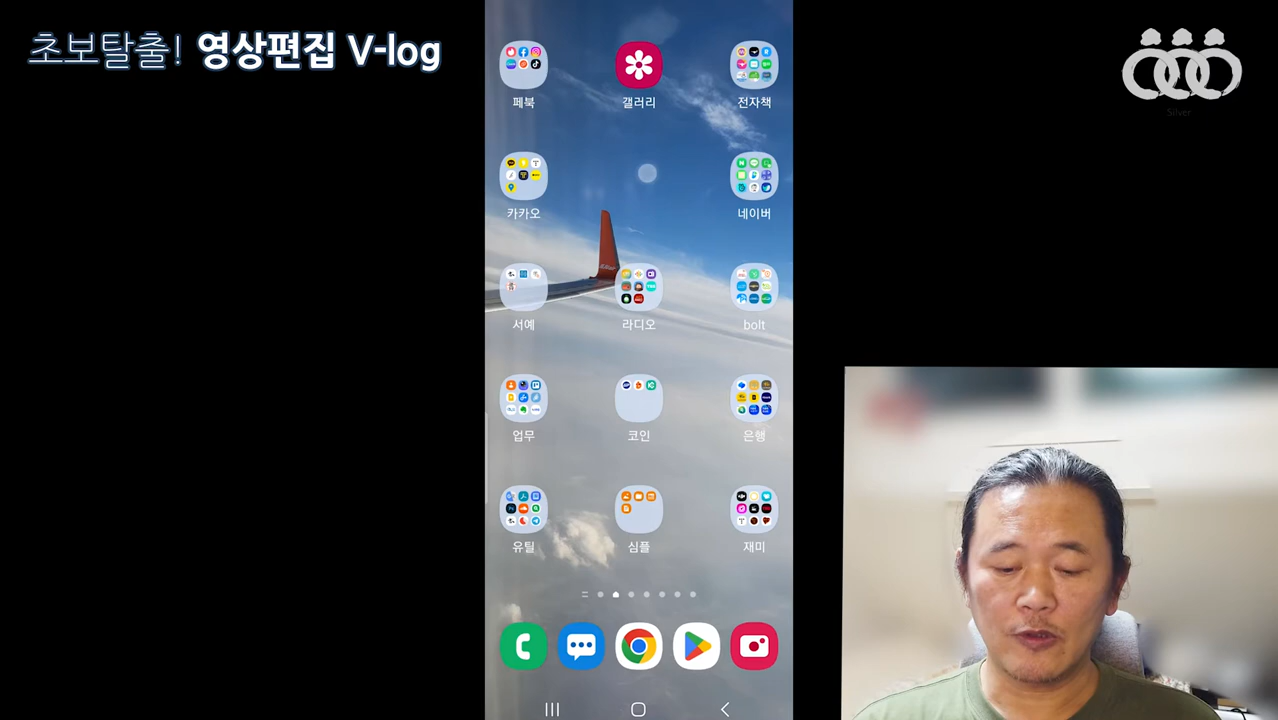 초보탈출! 영상편집 V-log
Silver
페북 갤러리 전자책
카카오 네이버
서예 라디오 bolt
업무 코인 은행
유틸 심플 재미